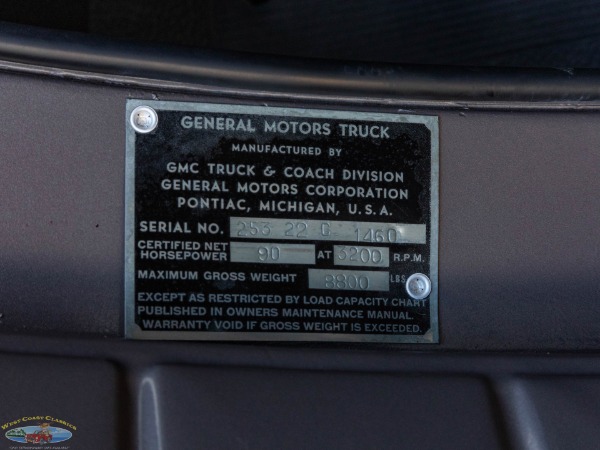 GENERAL MOTORS TRUCK
MANUFACTURED BY
GMC TRUCK & COACH DIVISION
GENERAL MOTORS CORPORATION
PONTIAC, MICHIGAN, U.S.A.
SERIAL NO. 253 22 G 1460
CERTIFIED NET HORSEPOWER 90 AT 3200 R.P.M.
MAXIMUM GROSS WEIGHT 8800 LBS.
EXCEPT AS RESTRICTED BY LOAD CAPACITY CHART
PUBLISHED IN OWNERS MAINTENANCE MANUAL.
WARRANTY VOID IF GROSS WEIGHT IS EXCEEDED.
WEST COAST CLASSICS